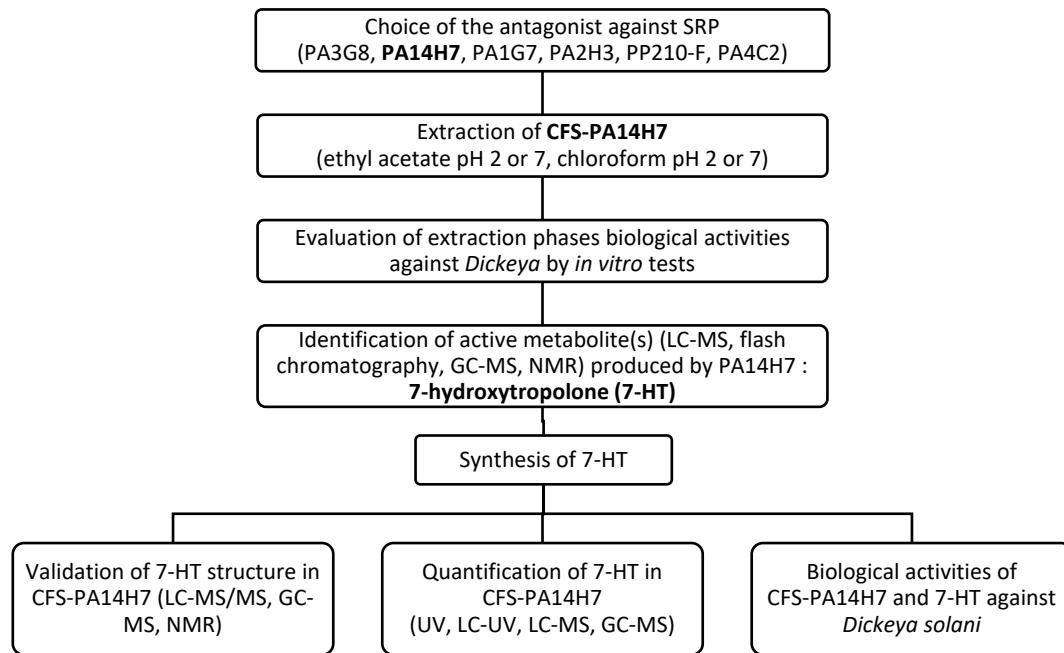 Choice of the antagonist against SRP
(PA3G8, PA14H7, PA1G7, PA2H3, PP210-F, PA4C2)
Extraction of CFS-PA14H7
(ethyl acetate pH 2 or 7, chloroform pH 2 or 7)
Evaluation of extraction phases biological activities
against Dickeya by in vitro tests
Identification of active metabolite(s) (LC-MS, flash
chromatography, GC-MS, NMR) produced by PA14H7 :
7-hydroxytropolone (7-HT)
Synthesis of 7-HT
Validation of 7-HT structure in
CFS-PA14H7 (LC-MS/MS, GC-
MS, NMR)
Quantification of 7-HT in
CFS-PA14H7
(UV, LC-UV, LC-MS, GC-MS)
Biological activities of
CFS-PA14H7 and 7-HT against
Dickeya solani